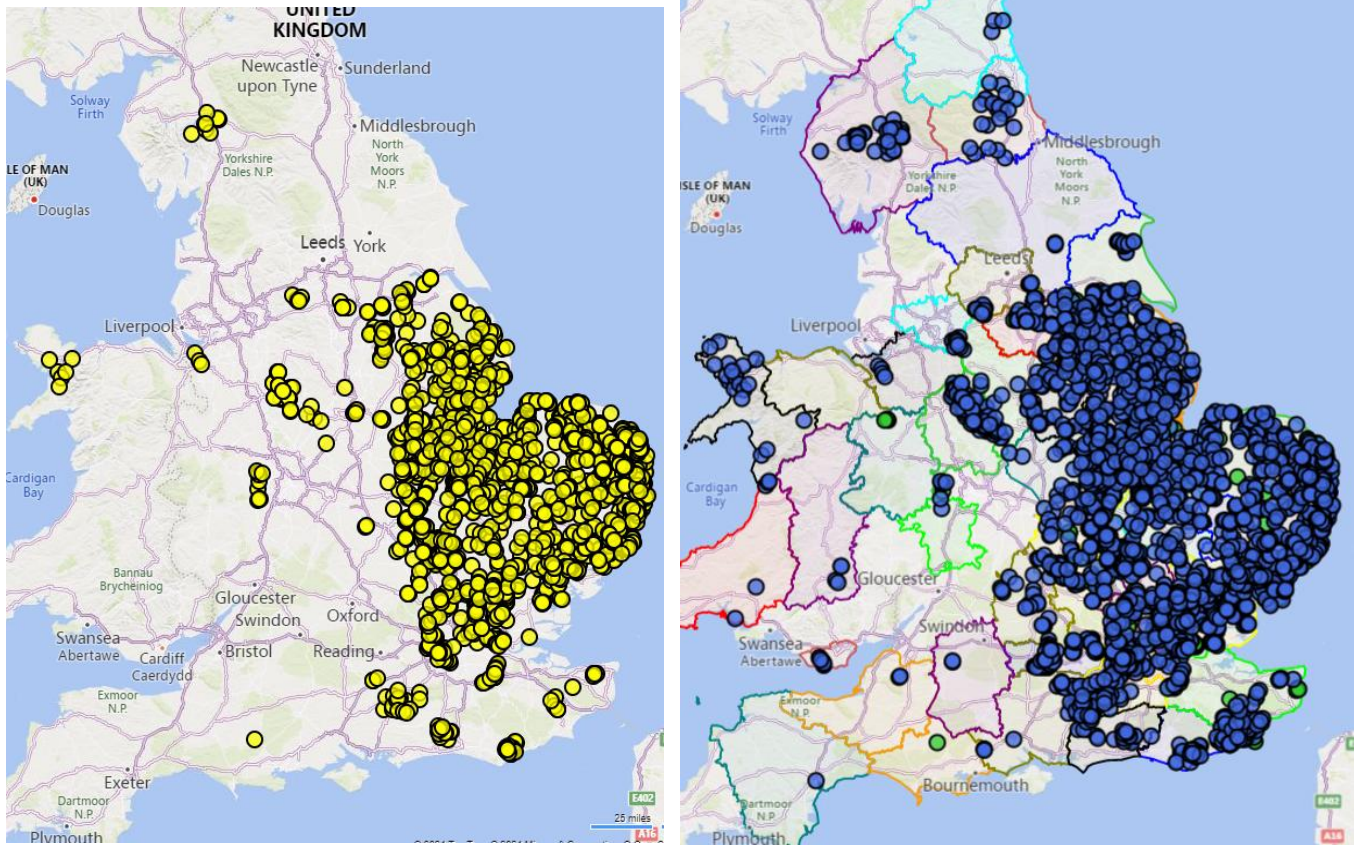 UNITED
KINGDOM
Newcastle
upon Tyne
Sunderland
Solway
Firth
Middlesbrough
North
York
Moors
N.P.
Yorkshire
Dales N.P.
LE OF MAN
(UK)
Douglas
Leeds
York
Liverpool
Cardigan
Bay
Bannau
Brycheiniog
Gloucester
Oxford
Swindon
Swansea
Abertawe
Cardiff
Caerdydd
Bristol
Reading
Exmoor
N.P.
Exeter
Dartmoor
N.P.
Plymouth
E402
25 miles
A16
Solway
Firth
Middlesbrough
North
York
Moors
N.P.
Yorkshire
Dales N.P.
ISLE OF MAN
(UK)
Douglas
Leeds
Liverpool
Cardigan
Bay
Gloucester
Swindon
Swansea
Abertawe
Exmoor
N.P.
Bournemouth
Dartmoor
N.P.
Plymouth
E402
A16